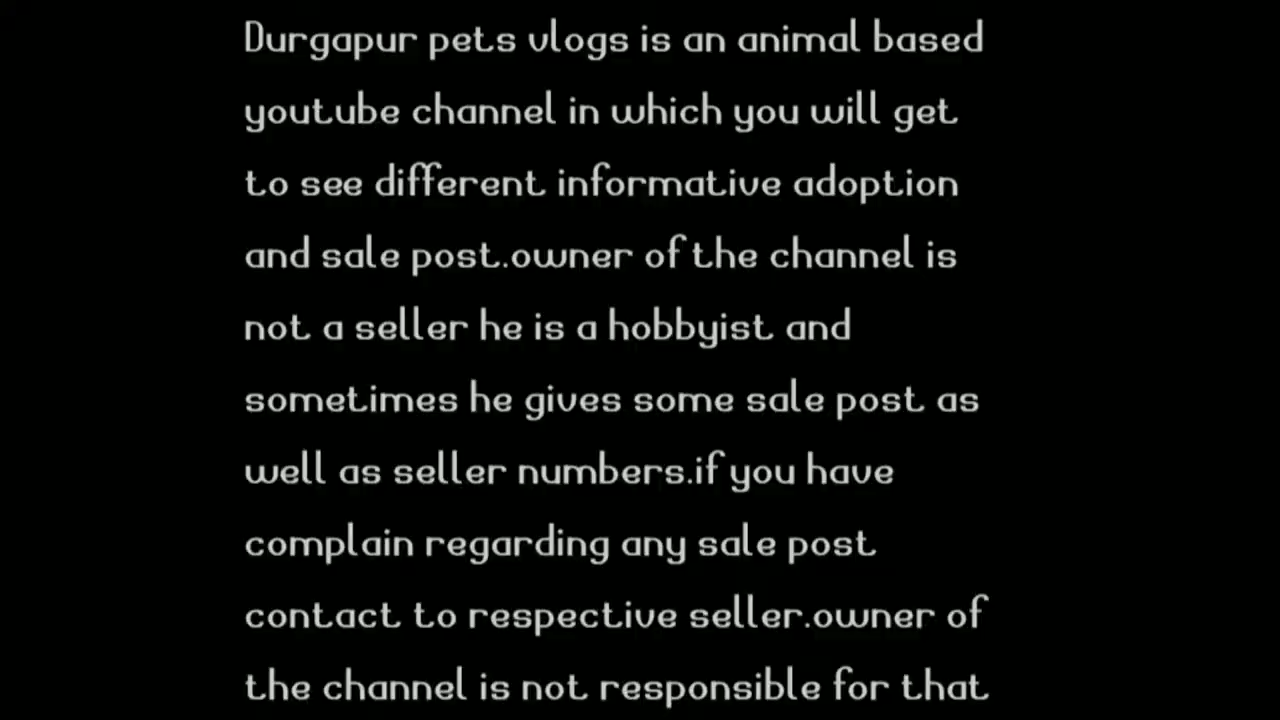 Durgapur pets vlogs is an animal based
youtube channel in which you will get
to see different informative adoption
and sale post.owner of the channel is
not a seller he is a hobbyist and
sometimes he gives some sale post as
well as seller numbers.if you have
complain regarding any sale post
contact to respective seller.owner of
the channel is not responsible for that